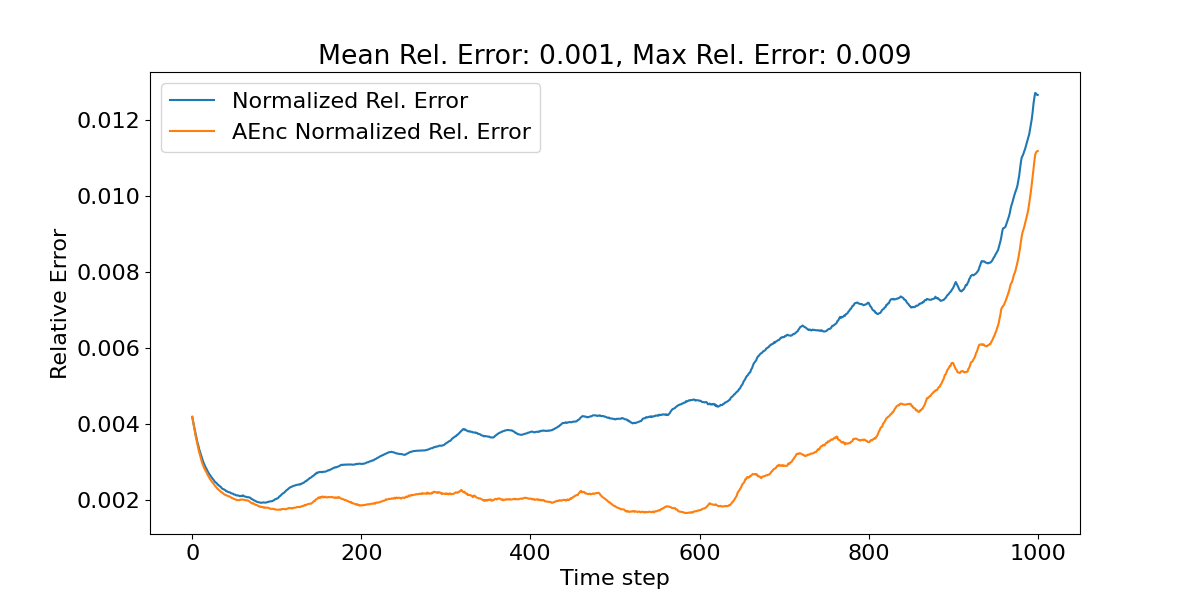 Mean Rel. Error: 0.001, Max Rel. Error: 0.009
Normalized Rel. Error
AEnc Normalized Rel. Error
0.012
0.010
0.008
0.006
0.004
0.002
Relative Error
0 200 400 600 800 1000
Time step